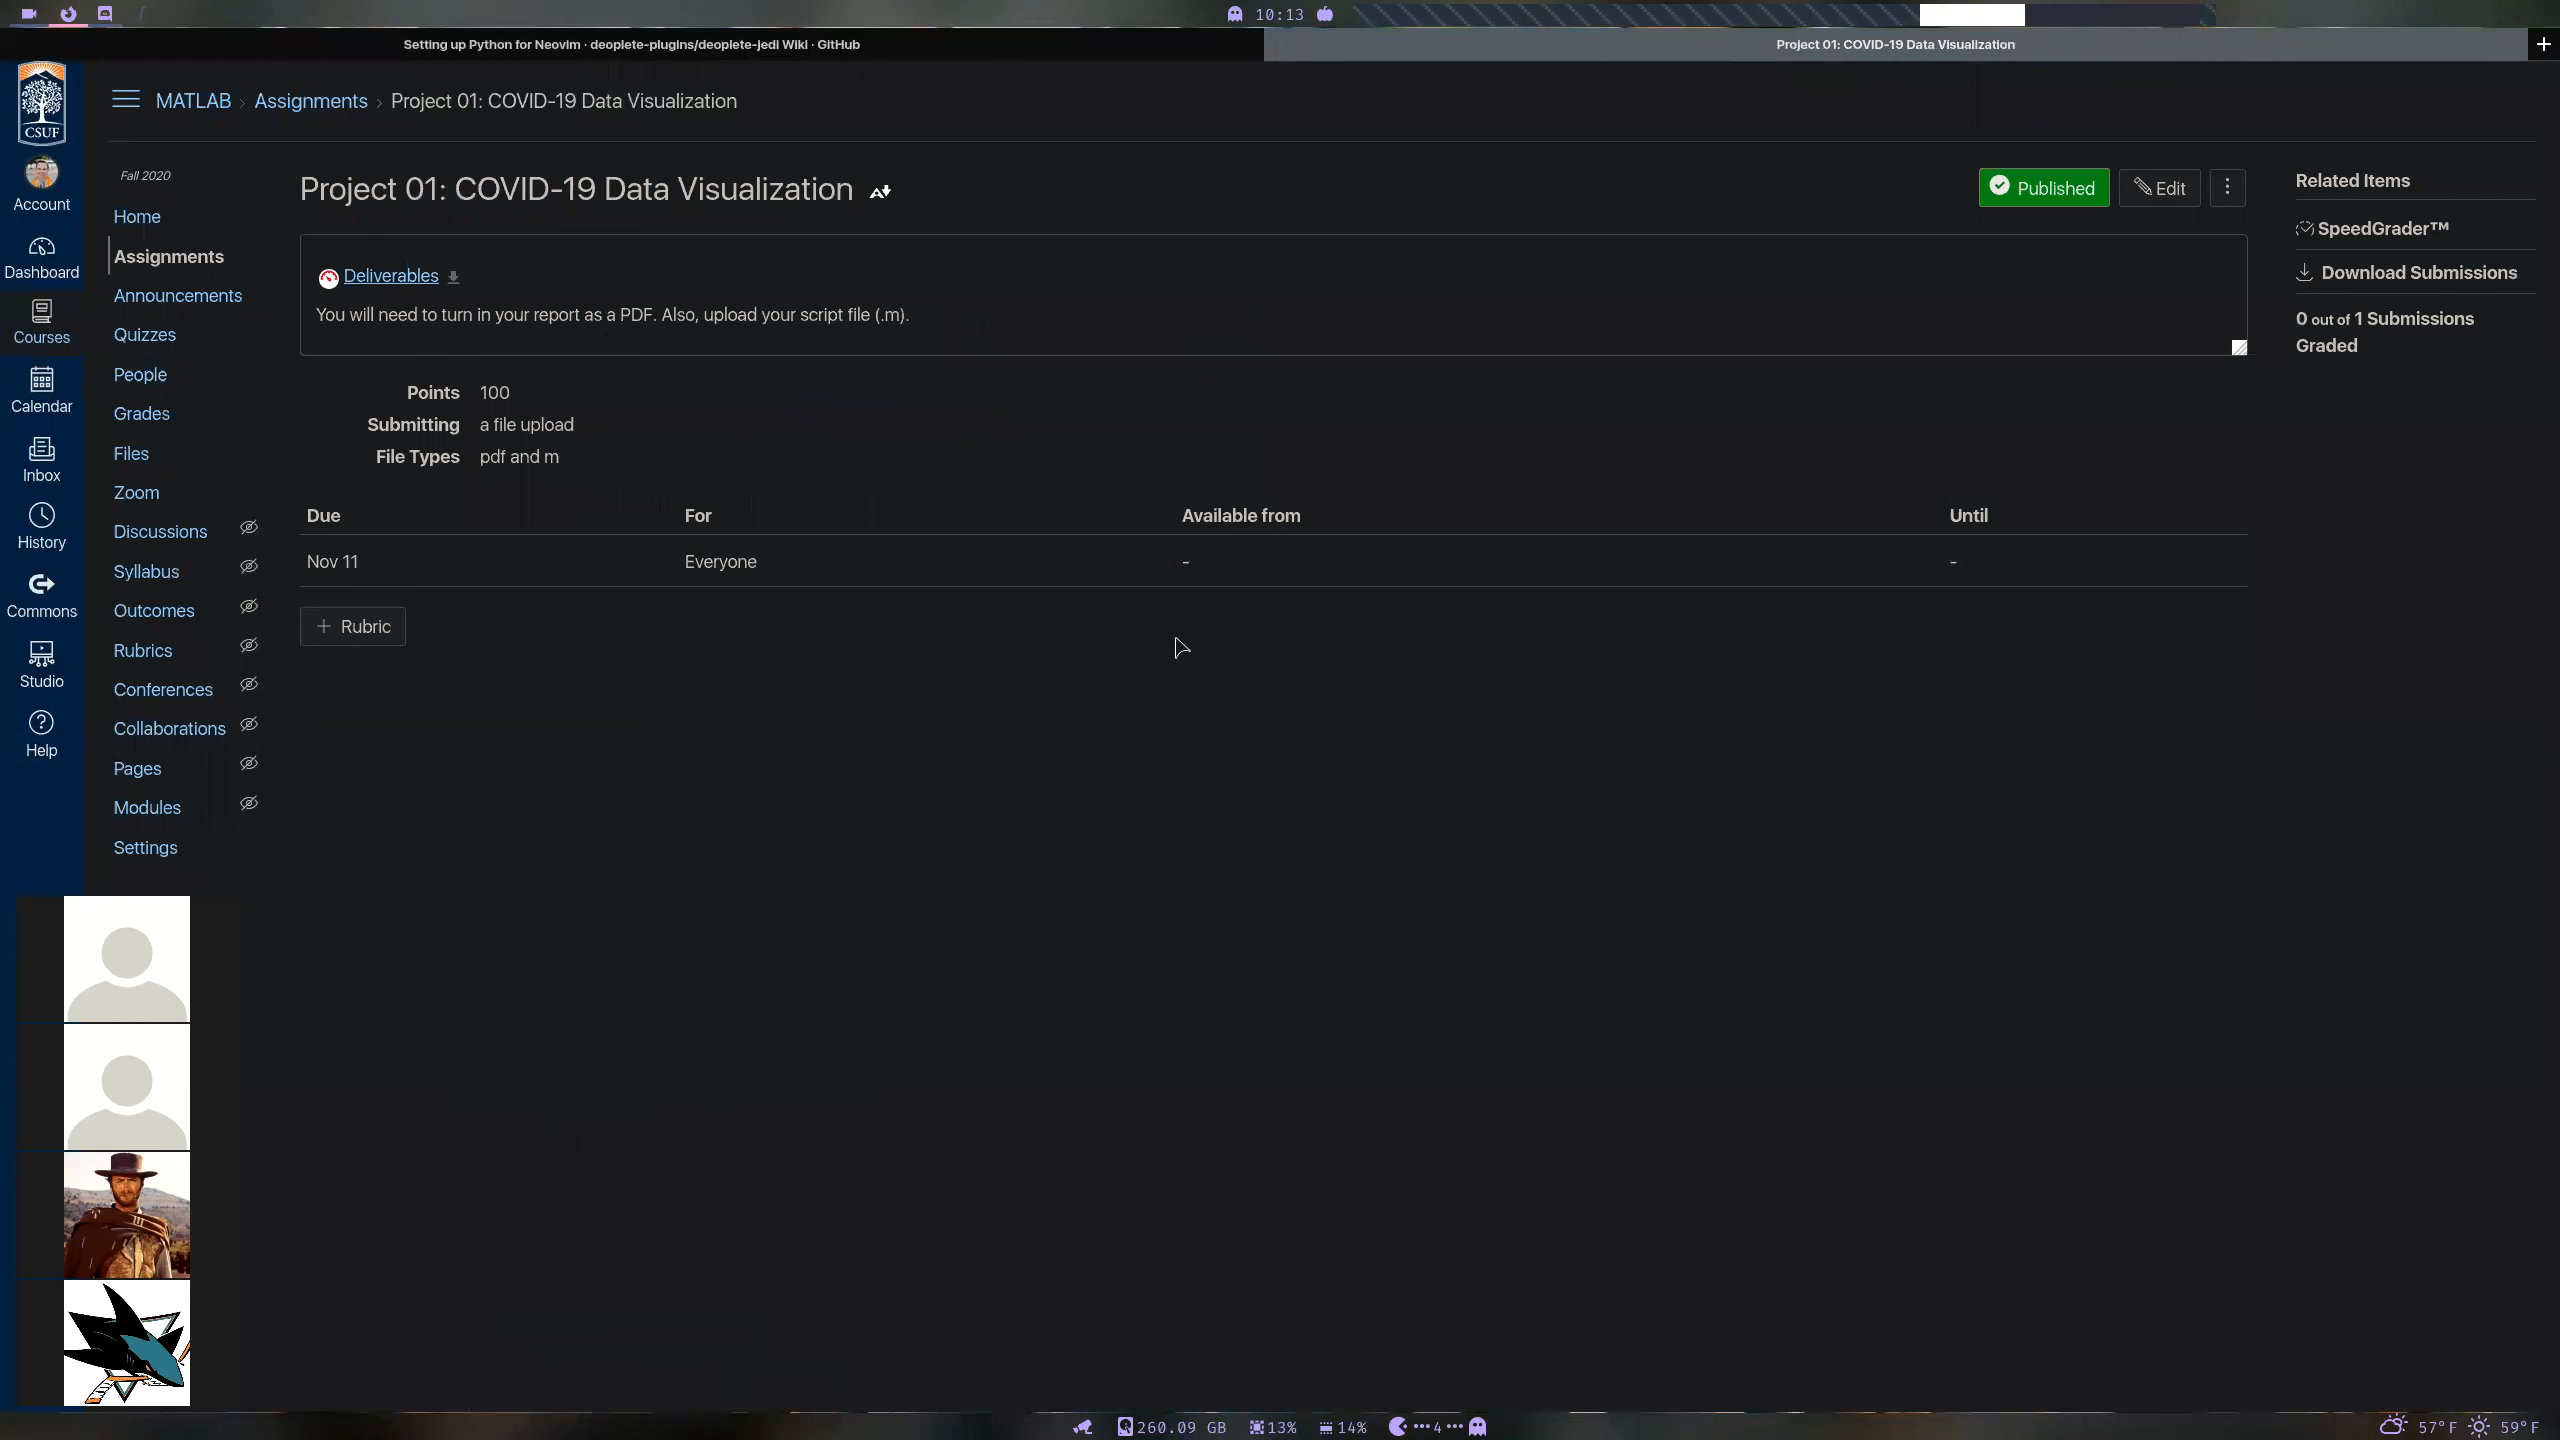 10:13
Setting up Python for Neovim · deoplete-plugins/deoplete-jedi Wiki · GitHub
Project 01: COVID-19 Data Visualization
CSUF
Account
Dashboard
Courses
Calendar
Inbox
History
Commons
Studio
Help
MATLAB › Assignments › Project 01: COVID-19 Data Visualization
Fall 2020
Home
Assignments
Announcements
Quizzes
People
Grades
Files
Zoom
Discussions
Syllabus
Outcomes
Rubrics
Conferences
Collaborations
Pages
Modules
Settings
Project 01: COVID-19 Data Visualization
Published
Edit
Deliverables
You will need to turn in your report as a PDF. Also, upload your script file (.m).
Points 100
Submitting a file upload
File Types pdf and m
Due For Available from Until
Nov 11 Everyone - -
+ Rubric
Related Items
SpeedGrader™
Download Submissions
0 out of 1 Submissions
Graded
260.09 GB 13% 14% ···4···
57°F 59°F